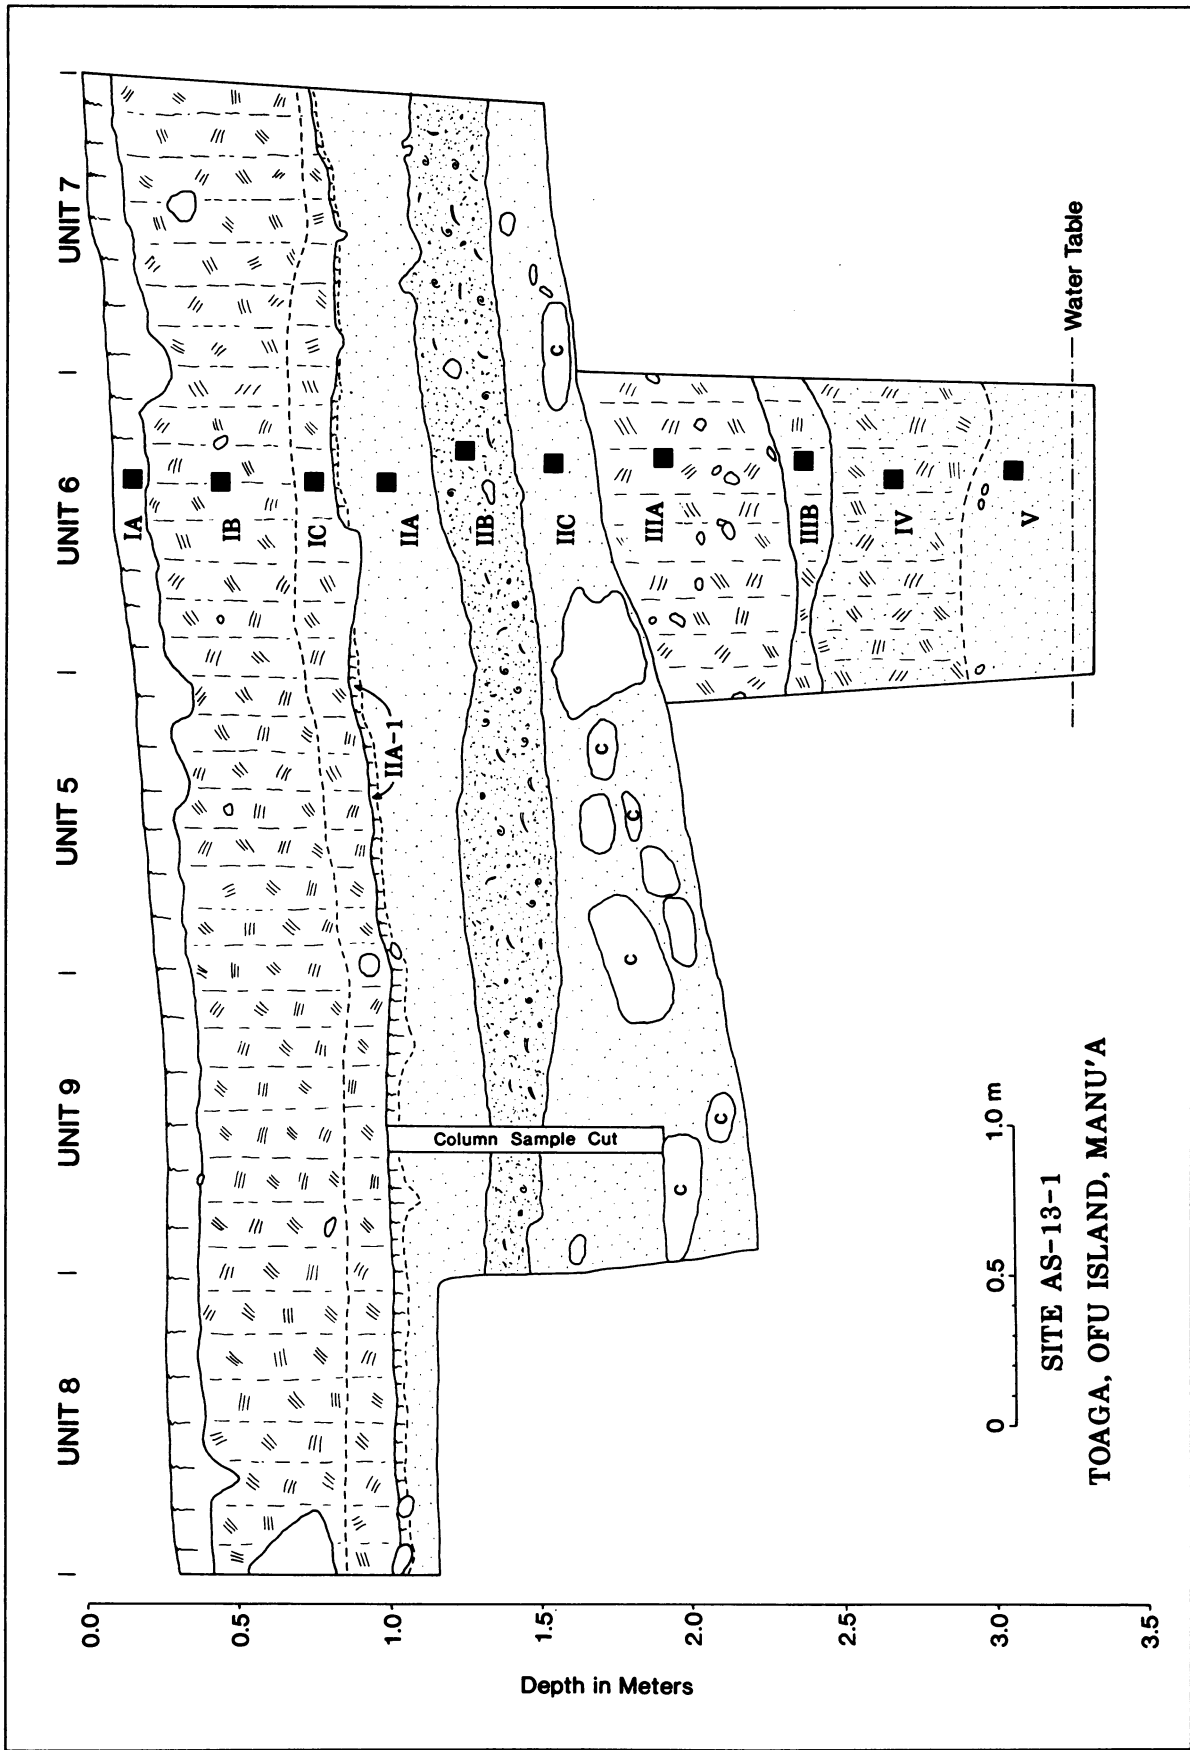 UNIT 8
UNIT 9
UNIT 5
UNIT 6
UNIT 7
0.0
0.5
1.0
1.5
2.0
2.5
3.0
3.5
Depth in Meters
IA
IB
IC
IIA
IIA-1
IIB
IIC
IIIA
IIIB
IV
V
C
C
C
C
C
C
Column Sample Cut
Water Table
0
0.5
1.0 m
SITE AS-13-1
TOAGA, OFU ISLAND, MANU'A